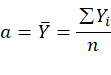 a = Ȳ = ∑Yᵢ / n